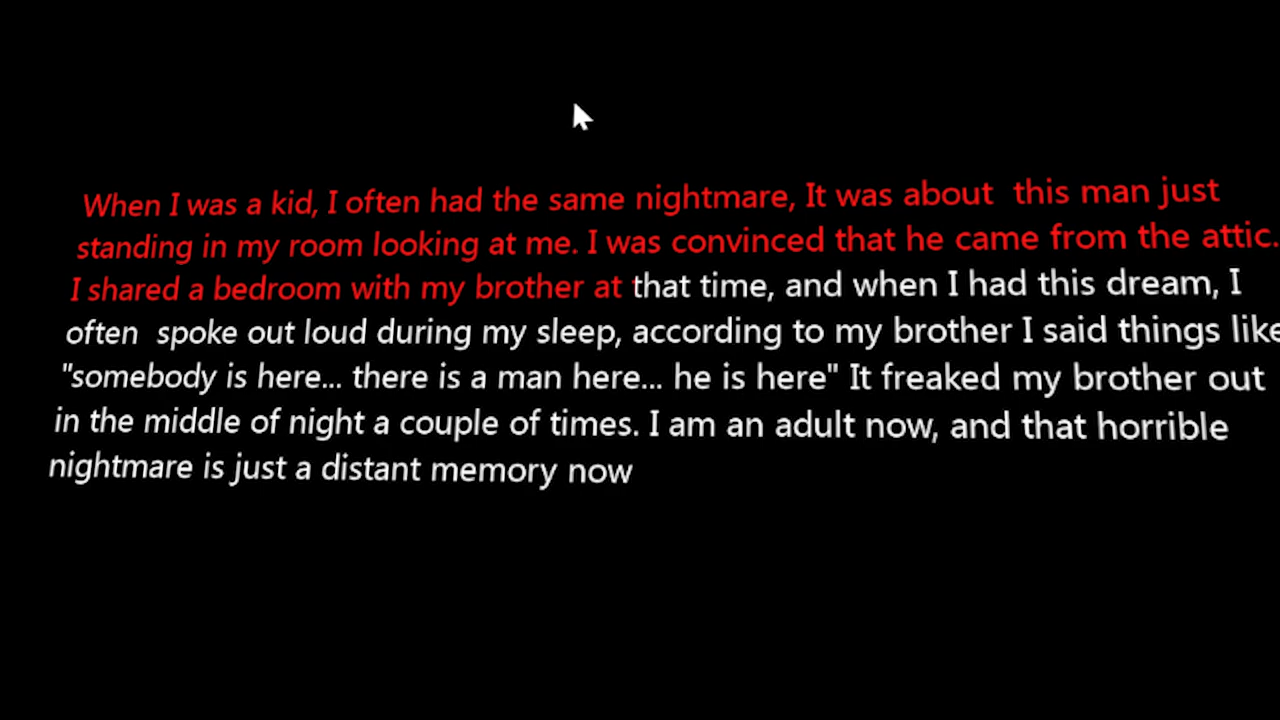 When I was a kid, I often had the same nightmare, It was about  this man just
standing in my room looking at me. I was convinced that he came from the attic.
I shared a bedroom with my brother at that time, and when I had this dream, I
often  spoke out loud during my sleep, according to my brother I said things like
"somebody is here... there is a man here... he is here" It freaked my brother out
in the middle of night a couple of times. I am an adult now, and that horrible
nightmare is just a distant memory now